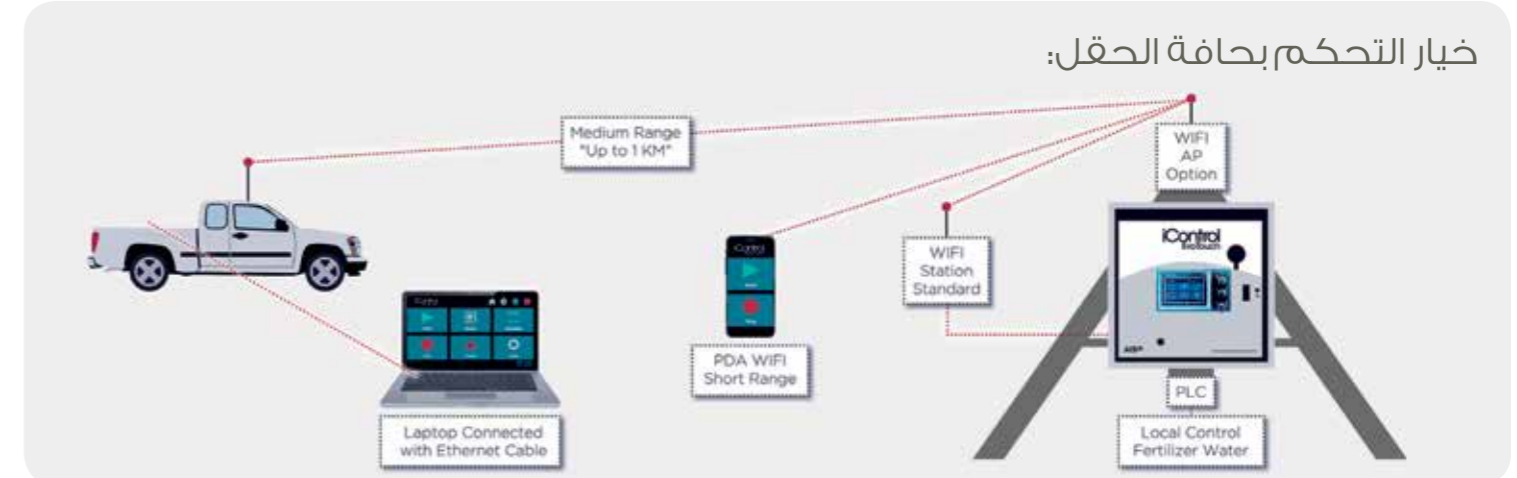 خيار التحكم بحافة الحقل:
Medium Range
"Up to 1 KM"
WIFI
AP
Option
iControl
WIFI
Station
Standard
iControl
PDA WIFI
Short Range
PLC
Laptop Connected
with Ethernet Cable
Local Control
Fertilizer Water